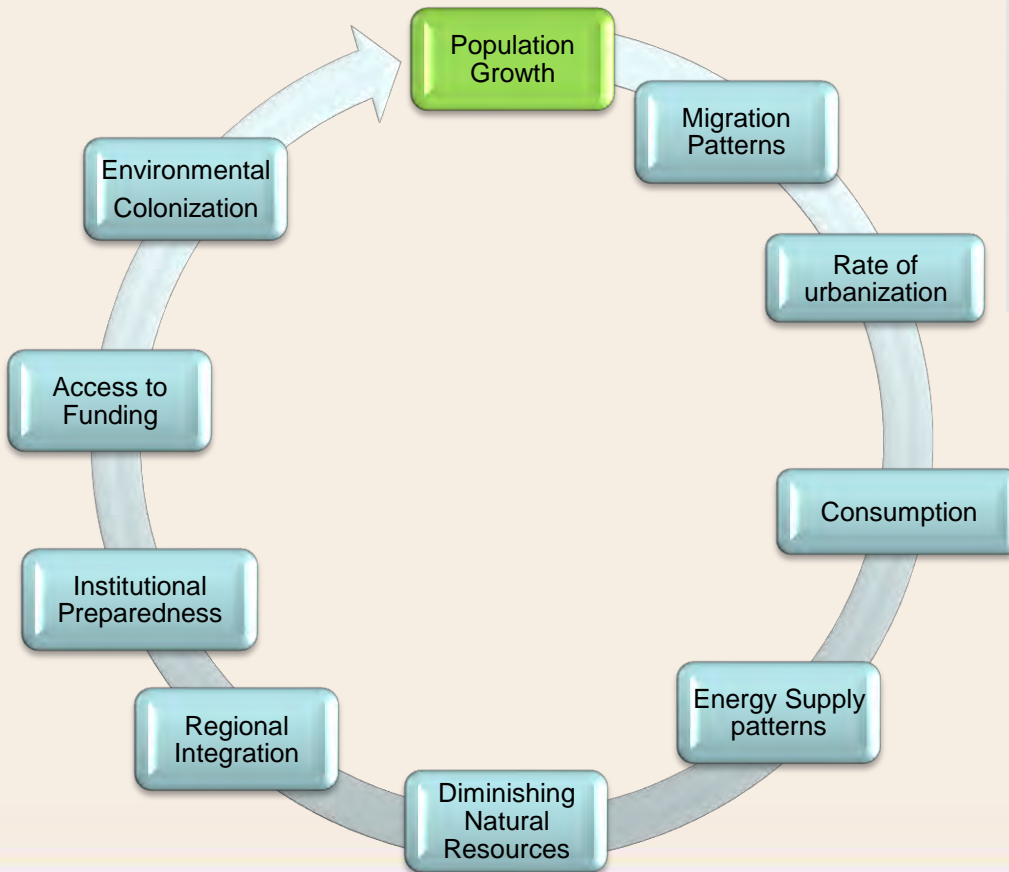 Population
Growth
Migration
Patterns
Rate of
urbanization
Consumption
Energy Supply
patterns
Diminishing
Natural
Resources
Regional
Integration
Institutional
Preparedness
Access to
Funding
Environmental
Colonization